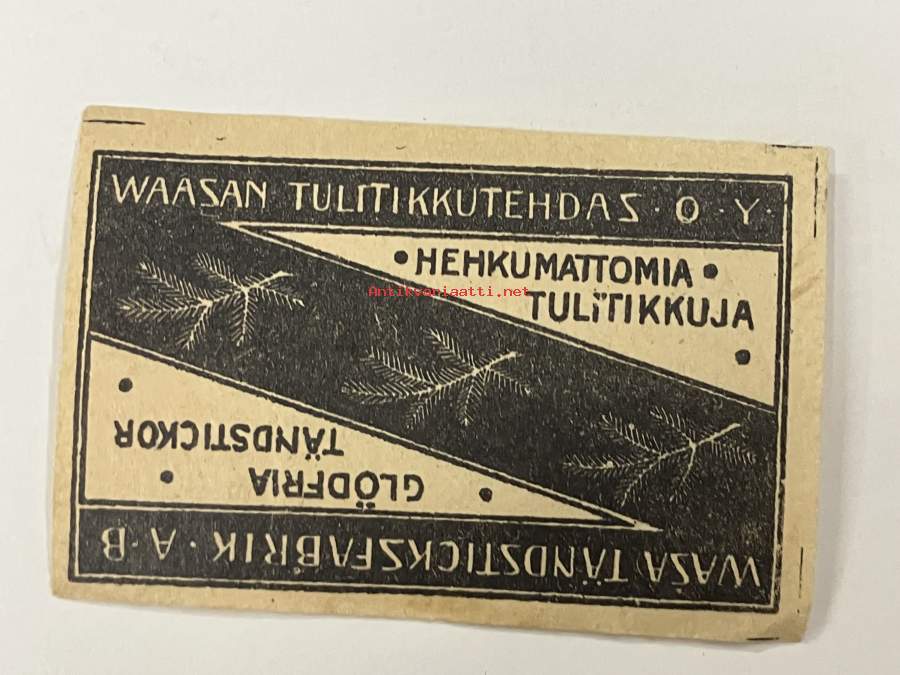 WAASAN TULITIKKUTEHDAS · O · Y ·
• HEHKUMATTOMIA •
TULITIKKUJA
Antikvariaatti.net
WASA TÄNDSTICKSFABRIK · A · B
GLÖDFRIA
TÄNDSTICKOR